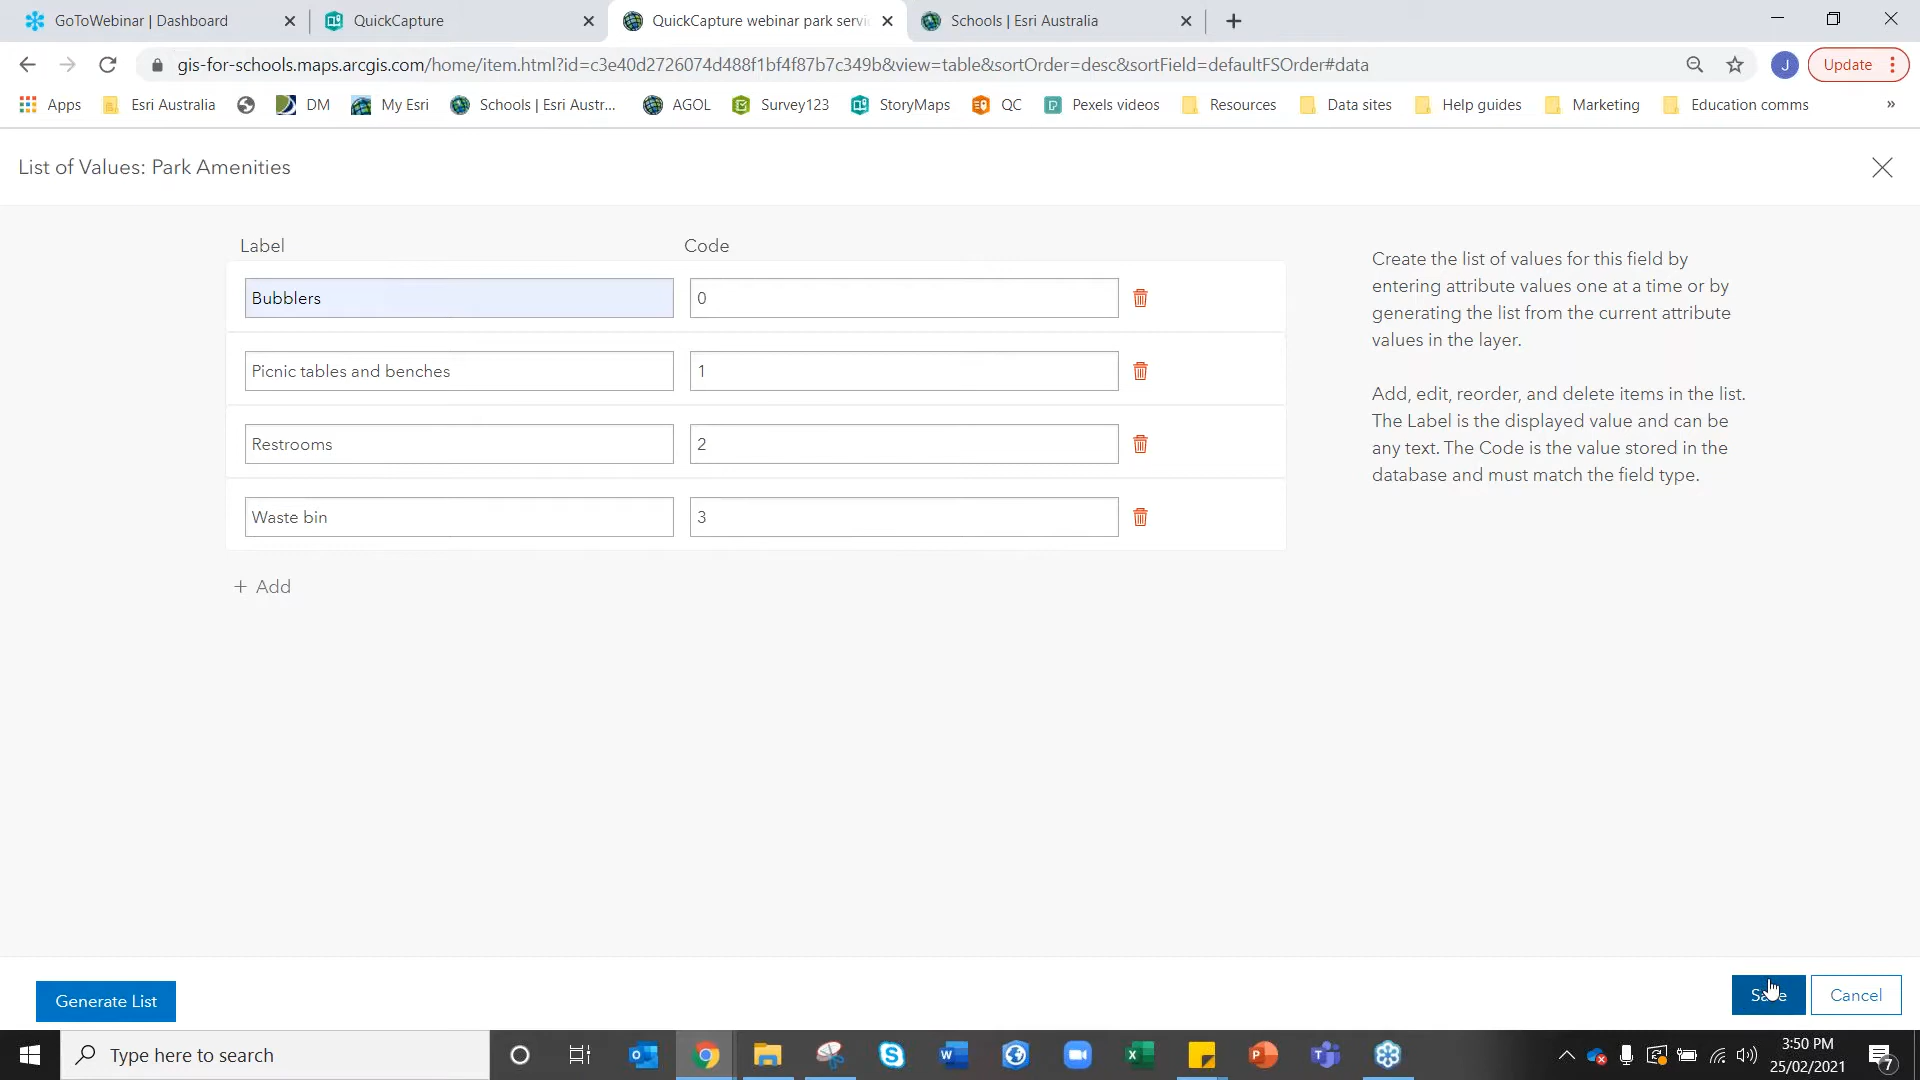 GoToWebinar | Dashboard
QuickCapture
QuickCapture webinar park servi
Schools | Esri Australia
gis-for-schools.maps.arcgis.com/home/item.html?id=c3e40d2726074d488f1bf4f87b7c349b&view=table&sortOrder=desc&sortField=defaultFSOrder#data
J
Update
Apps
Esri Australia
DM
My Esri
Schools | Esri Austr...
AGOL
Survey123
StoryMaps
QC
Pexels videos
Resources
Data sites
Help guides
Marketing
Education comms
»
List of Values: Park Amenities
Label Code
Bubblers 0
Picnic tables and benches 1
Restrooms 2
Waste bin 3
+ Add
Create the list of values for this field by
entering attribute values one at a time or by
generating the list from the current attribute
values in the layer.
Add, edit, reorder, and delete items in the list.
The Label is the displayed value and can be
any text. The Code is the value stored in the
database and must match the field type.
Generate List
Save
Cancel
Type here to search
3:50 PM
25/02/2021
7